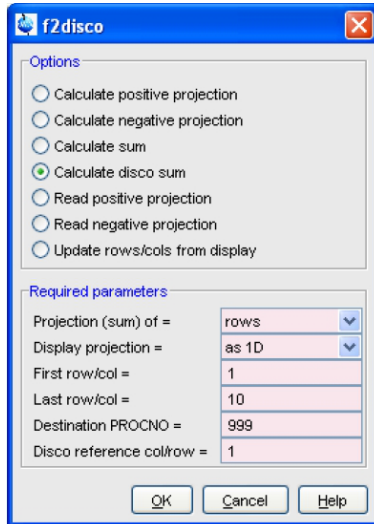 f2disco
Options
Calculate positive projection
Calculate negative projection
Calculate sum
Calculate disco sum
Read positive projection
Read negative projection
Update rows/cols from display
Required parameters
Projection (sum) of = rows
Display projection = as 1D
First row/col = 1
Last row/col = 10
Destination PROCNO = 999
Disco reference col/row = 1
OK Cancel Help